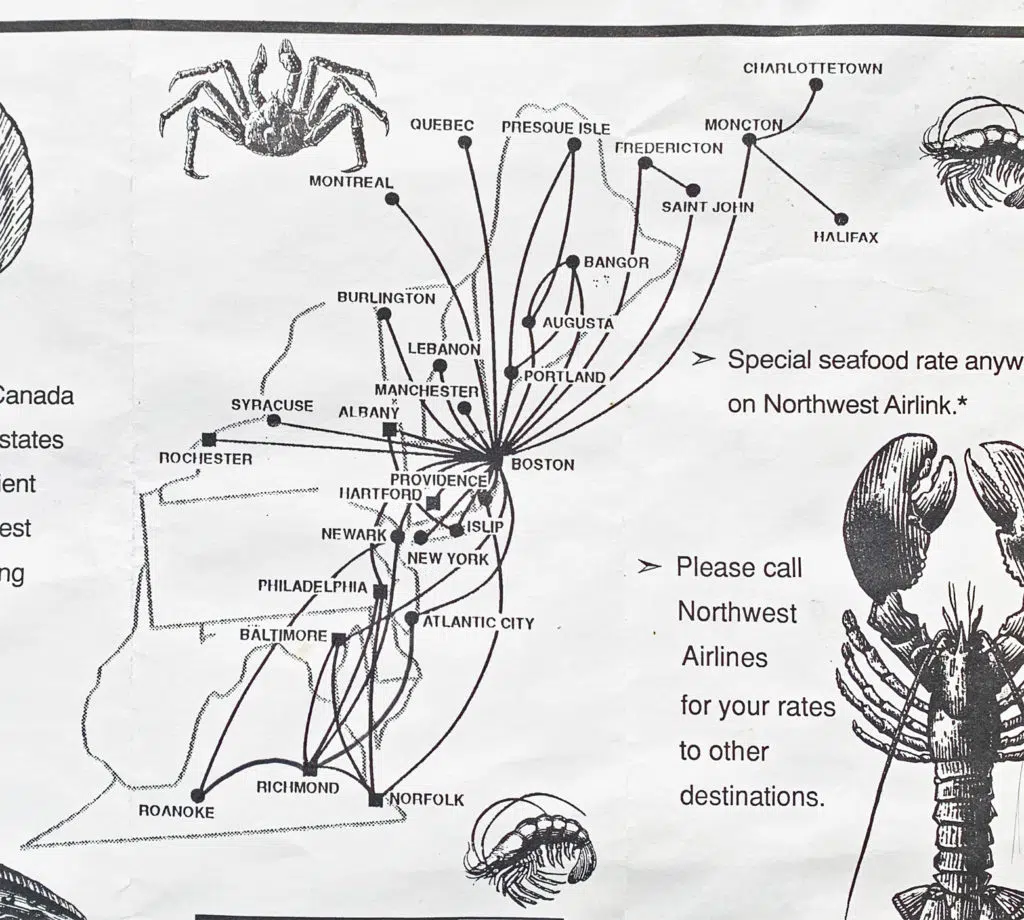 CHARLOTTETOWN
QUEBEC
PRESQUE ISLE
MONCTON
FREDERICTON
MONTREAL
SAINT JOHN
HALIFAX
BANGOR
BURLINGTON
AUGUSTA
LEBANON
Special seafood rate anyw
on Northwest Airlink.*
PORTLAND
MANCHESTER
Canada
SYRACUSE
ALBANY
states
ROCHESTER
BOSTON
ient
PROVIDENCE
HARTFORD
est
NEWARK
ISLIP
NEW YORK
ng
Please call
Northwest
Airlines
for your rates
to other
destinations.
PHILADELPHIA
ATLANTIC CITY
BALTIMORE
RICHMOND
NORFOLK
ROANOKE